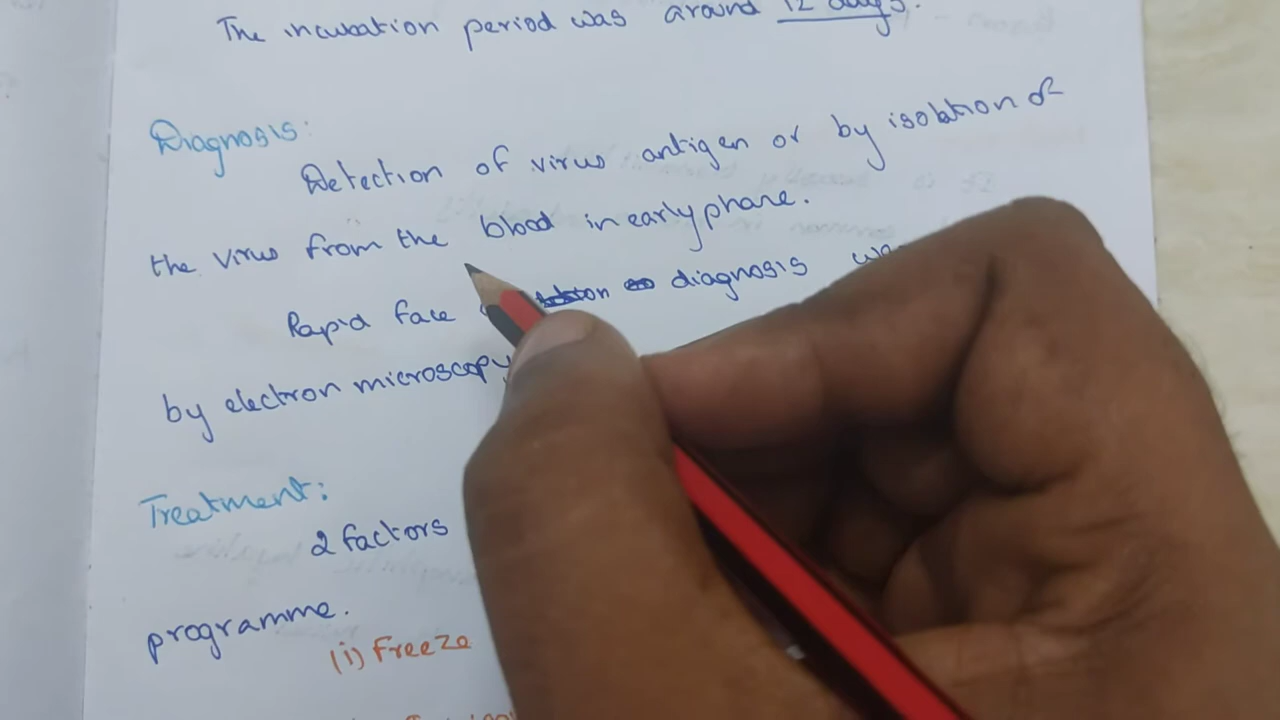 The incubation period was around 12 days.
Diagnosis:
Detection of virus antigen or by isolation of
the virus from the blood in early phase.
Rapid face diagnosis
by electron microscopy
Treatment:
2 factors
programme.
(i) Freeze